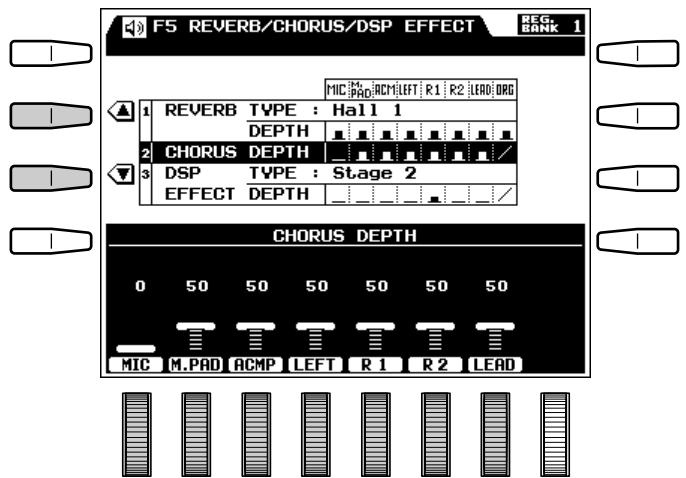 F5 REVERB/CHORUS/DSP EFFECT REG. BANK 1
MIC M. PAD ACM LEFT R1 R2 LEAD ORG
1 REVERB TYPE : Hall 1
DEPTH
2 CHORUS DEPTH
3 DSP TYPE : Stage 2
EFFECT DEPTH
CHORUS DEPTH
0 50 50 50 50 50 50
MIC M.PAD ACMP LEFT R 1 R 2 LEAD